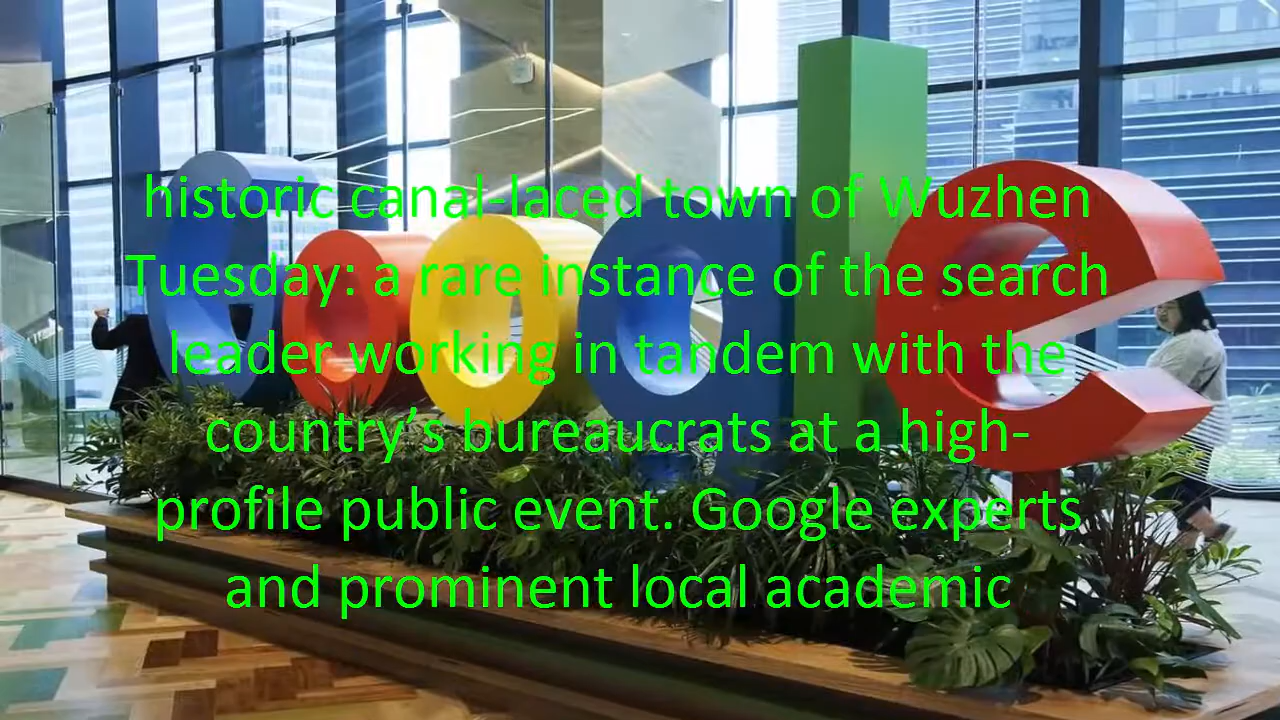 Google
historic canal-laced town of Wuzhen
Tuesday: a rare instance of the search
leader working in tandem with the
country’s bureaucrats at a high-
profile public event. Google experts
and prominent local academic